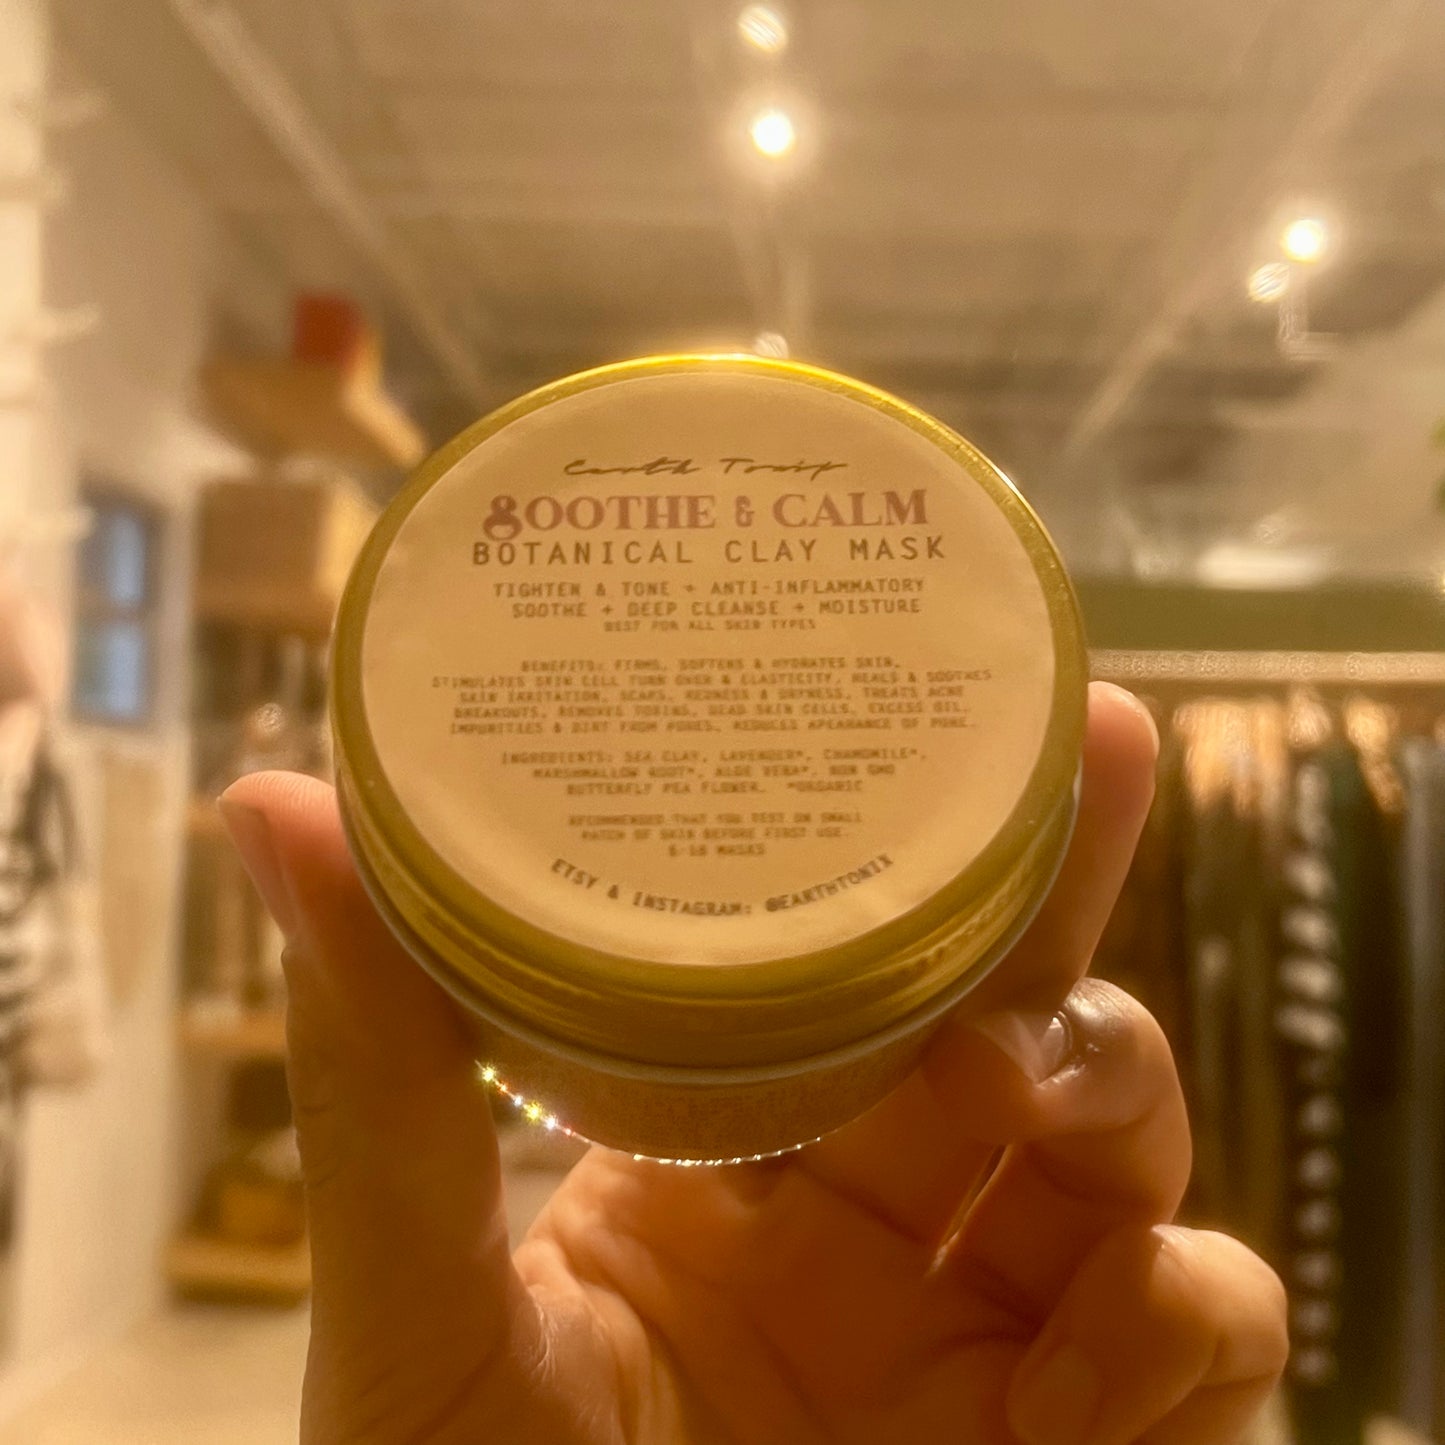 Earth Tonix
SOOTHE & CALM
BOTANICAL CLAY MASK
TIGHTEN & TONE + ANTI-INFLAMMATORY
SOOTHE + DEEP CLEANSE + MOISTURE
BEST FOR ALL SKIN TYPES
BENEFITS: FIRMS, SOFTENS & HYDRATES SKIN,
STIMULATES SKIN CELL TURN OVER & ELASTICITY, HEALS & SOOTHES
SKIN IRRITATION, SCARS, REDNESS & DRYNESS, TREATS ACNE
BREAKOUTS, REMOVES TOXINS, DEAD SKIN CELLS, EXCESS OIL,
IMPURITIES & DIRT FROM PORES, REDUCES APEARANCE OF PORE.
INGREDIENTS: SEA CLAY, LAVENDER*, CHAMOMILE*,
MARSHMALLOW ROOT*, ALOE VERA*, NON GMO
BUTTERFLY PEA FLOWER. *ORGANIC
RECOMMENDED THAT YOU TEST ON SMALL
PATCH OF SKIN BEFORE FIRST USE.
MASKS
ETSY & INSTAGRAM: @EARTHTONIX